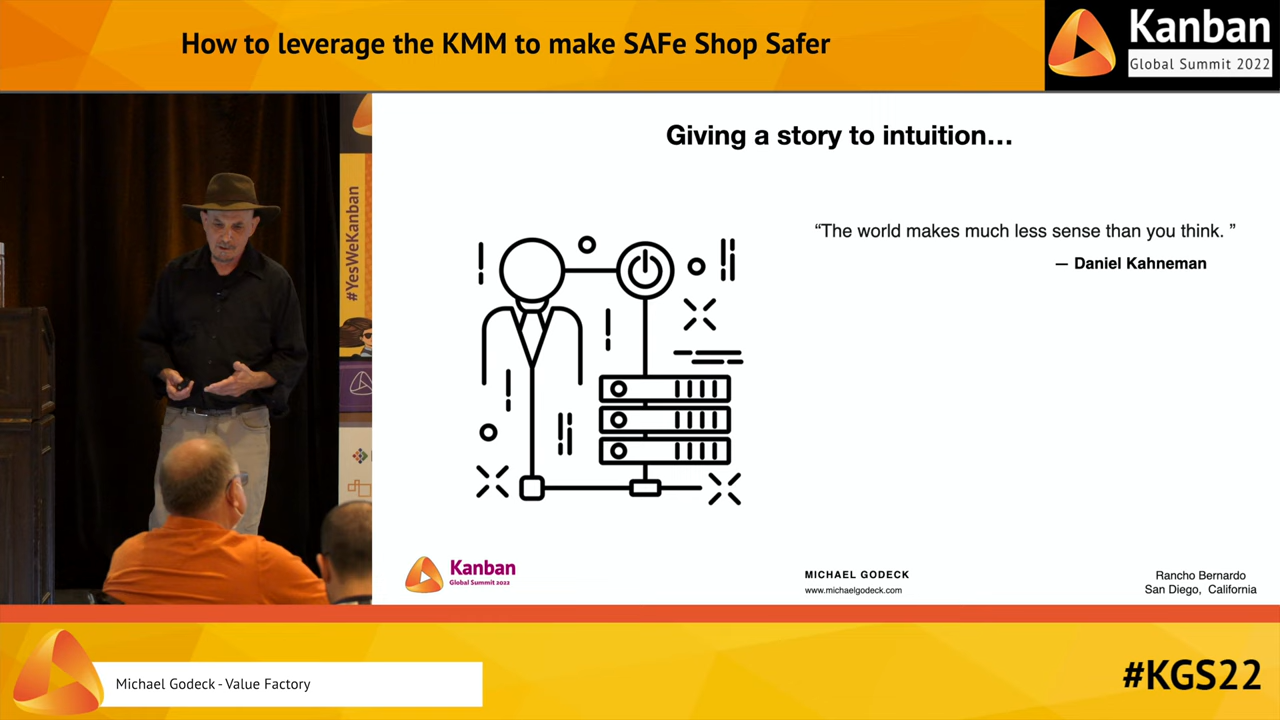 How to leverage the KMM to make SAFe Shop Safer
Kanban
Global Summit 2022
#YesWeKanban
Giving a story to intuition...
“The world makes much less sense than you think. ”
— Daniel Kahneman
Kanban
Global Summit 2022
MICHAEL GODECK
www.michaelgodeck.com
Rancho Bernardo
San Diego, California
Michael Godeck - Value Factory
#KGS22